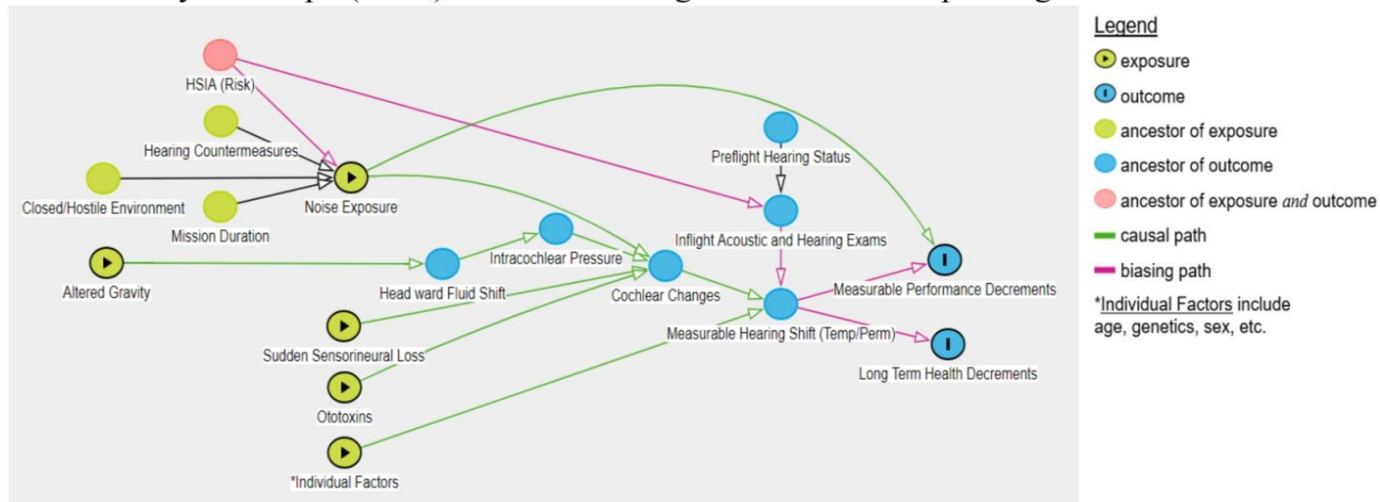 HSIA (Risk)
Hearing Countermeasures
Closed/Hostile Environment
Noise Exposure
Mission Duration
Altered Gravity
Head ward Fluid Shift
Intracochlear Pressure
Cochlear Changes
Preflight Hearing Status
Inflight Acoustic and Hearing Exams
Measurable Hearing Shift (Temp/Perm)
Measurable Performance Decrements
Long Term Health Decrements
Sudden Sensorineural Loss
Ototoxins
*Individual Factors
Legend
exposure
outcome
ancestor of exposure
ancestor of outcome
ancestor of exposure and outcome
causal path
biasing path
*Individual Factors include
age, genetics, sex, etc.